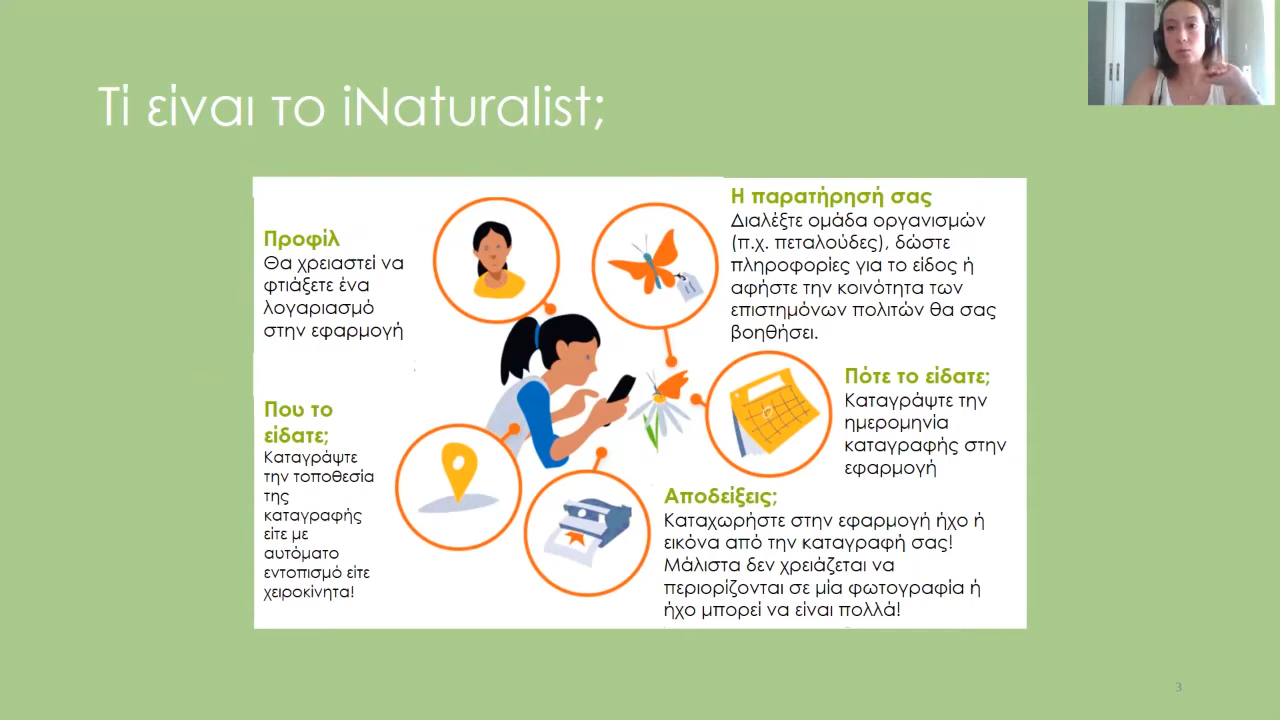 Τί είναι το iNaturalist;
Προφίλ
Θα χρειαστεί να
φτιάξετε ένα
λογαριασμό
στην εφαρμογή
Η παρατήρησή σας
Διαλέξτε ομάδα οργανισμών
(π.χ. πεταλούδες), δώστε
πληροφορίες για το είδος ή
αφήστε την κοινότητα των
επιστημόνων πολιτών θα σας
βοηθήσει.
Πότε το είδατε;
Καταγράψτε την
ημερομηνία
καταγραφής στην
εφαρμογή
Που το
είδατε;
Καταγράψτε
την τοποθεσία
της
καταγραφής
είτε με
αυτόματο
εντοπισμό είτε
χειροκίνητα!
Αποδείξεις;
Καταχωρήστε στην εφαρμογή ήχο ή
εικόνα από την καταγραφή σας!
Μάλιστα δεν χρειάζεται να
περιορίζονται σε μία φωτογραφία ή
ήχο μπορεί να είναι πολλά!
3